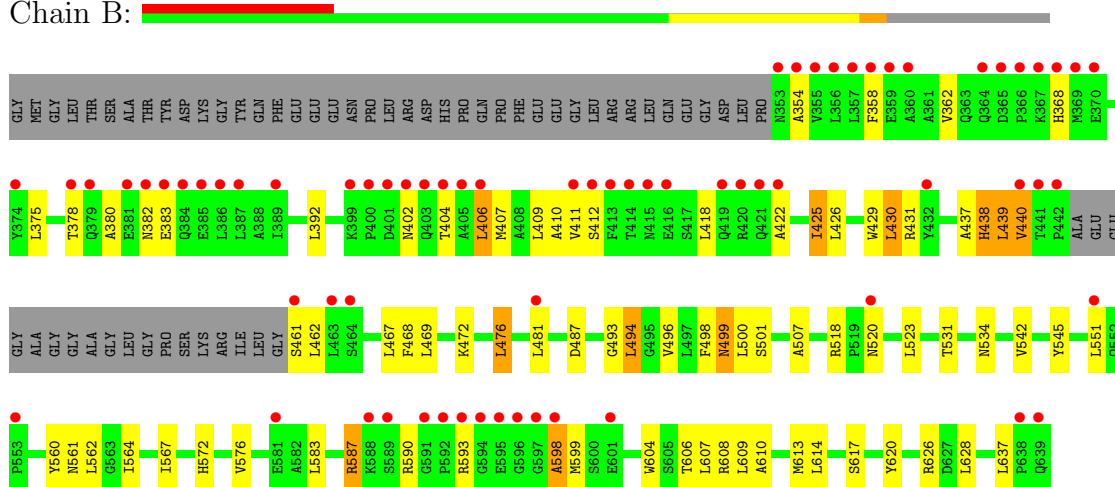 Chain B:
GLY MET GLY LEU THR SER ALA THR TYR ASP LYS GLY TYR GLN PHE GLU GLU GLU ASN PRO LEU ARG ASP HIS PRO GLN PRO PHE GLU GLU GLY LEU ARG ARG LEU GLN GLU GLY ASP LEU PRO N353 A354 V355 L356 L357 F358 E359 A360 A361 V362 Q363 Q364 D365 P366 K367 H368 M369 E370
Y374 L375 T378 Q379 A380 E381 N382 E383 Q384 E385 L386 L387 A388 I389 L392 K399 P400 D401 N402 Q403 T404 A405 L406 M407 A408 L409 A410 V411 S412 F413 T414 N415 E416 S417 L418 Q419 R420 Q421 A422 I425 L426 W429 L430 R431 Y432 A437 H438 L439 V440 T441 P442 ALA GLU GLU
GLY ALA GLY GLY ALA GLY LEU GLY PRO SER LYS ARG ILE LEU GLY S461 L462 L463 S464 L467 F468 L469 K472 L476 L481 D487 G493 L494 G495 V496 L497 F498 N499 L500 S501 A507 R518 P519 N520 L523 T531 N534 V542 Y545 L551 Q552
P553 Y560 N561 L562 G563 I564 I567 H572 V576 E581 A582 L583 R587 K588 S589 R590 G591 P592 R593 G594 E595 G596 G597 A598 M599 S600 E601 W604 S605 T606 L607 R608 L609 A610 M613 L614 S617 Y620 R626 D627 L628 L637 P638 Q639